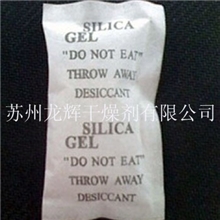 SILICA
GEL
"DO NOT EAT"
THROW AWAY
DESICCANT
苏州龙辉干燥剂有限公司
SILICA
GEL
"DO NOT EAT"
THROW AWAY
DESICCANT